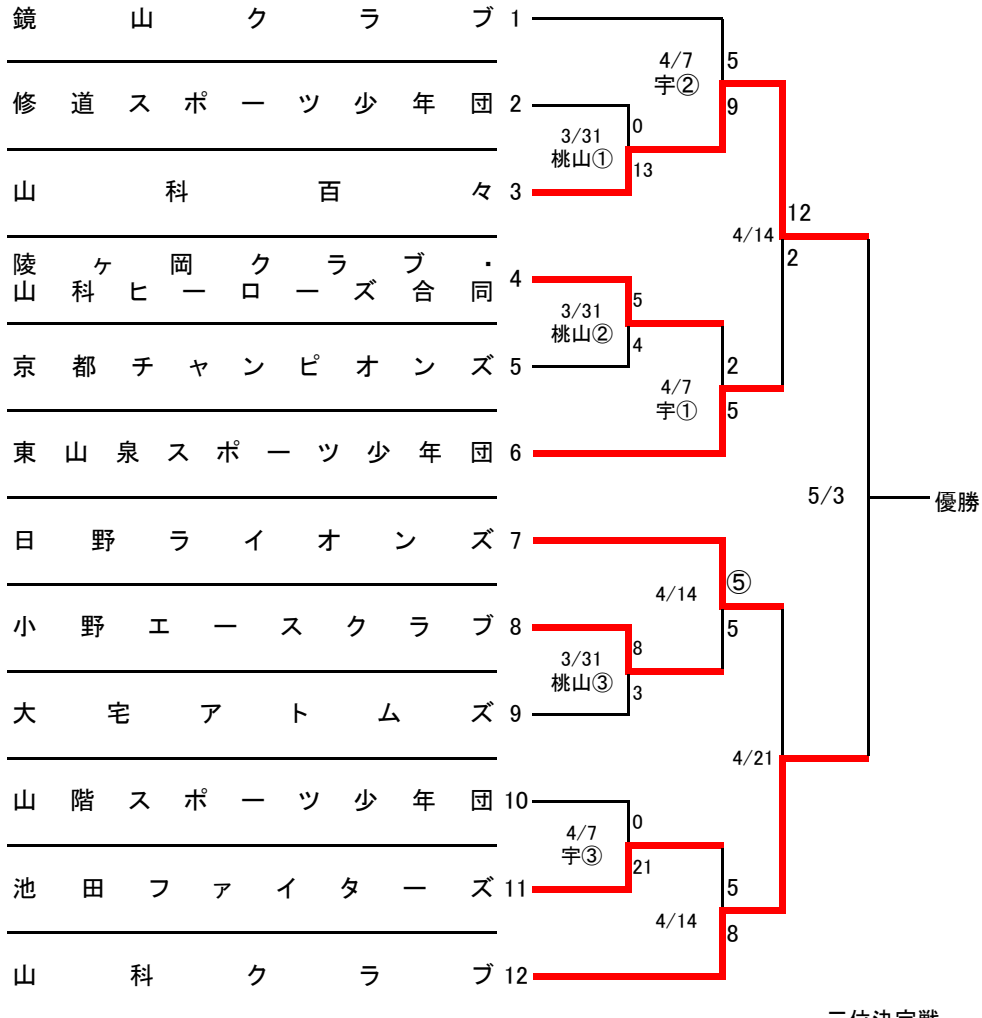 鏡山クラブ 1
修道スポーツ少年団 2
山科百々 3
陵ヶ岡クラブ・
山科ヒーローズ合同 4
京都チャンピオンズ 5
東山泉スポーツ少年団 6
日野ライオンズ 7
小野エースクラブ 8
大宅アトムズ 9
山階スポーツ少年団 10
池田ファイターズ 11
山科クラブ 12
3/31
桃山①
0
13
4/7
宇②
5
9
3/31
桃山②
5
4
4/7
宇①
2
5
4/14
12
2
4/14
⑤
5
3/31
桃山③
8
3
4/7
宇③
0
21
4/14
5
8
4/21
5/3
優勝